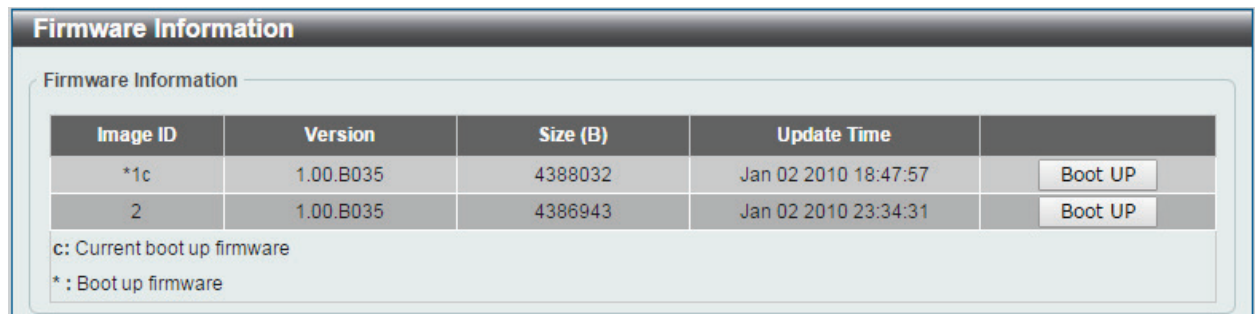 Firmware Information
Firmware Information
Image ID Version Size (B) Update Time
*1c 1.00.B035 4388032 Jan 02 2010 18:47:57 Boot UP
2 1.00.B035 4386943 Jan 02 2010 23:34:31 Boot UP
c: Current boot up firmware
* : Boot up firmware